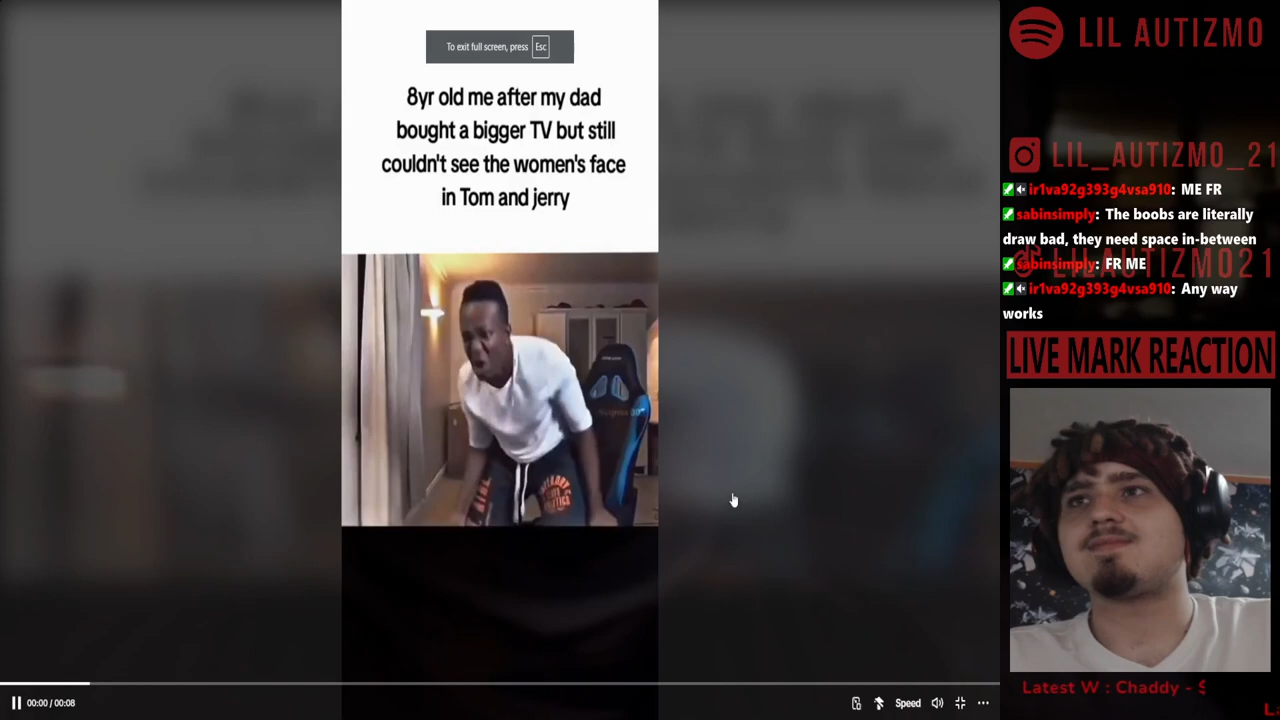 To exit full screen, press Esc
8yr old me after my dad
bought a bigger TV but still
couldn't see the women's face
in Tom and jerry
00:00 / 00:08
Speed
LIL AUTIZMO
LIL_AUTIZMO_21
ir1va92g393g4vsa910: ME FR
sabinsimply: The boobs are literally
draw bad, they need space in-between
LILAUTIZMO21
sabinsimply: FR ME
ir1va92g393g4vsa910: Any way
works
LIVE MARK REACTION
Latest W : Chaddy -